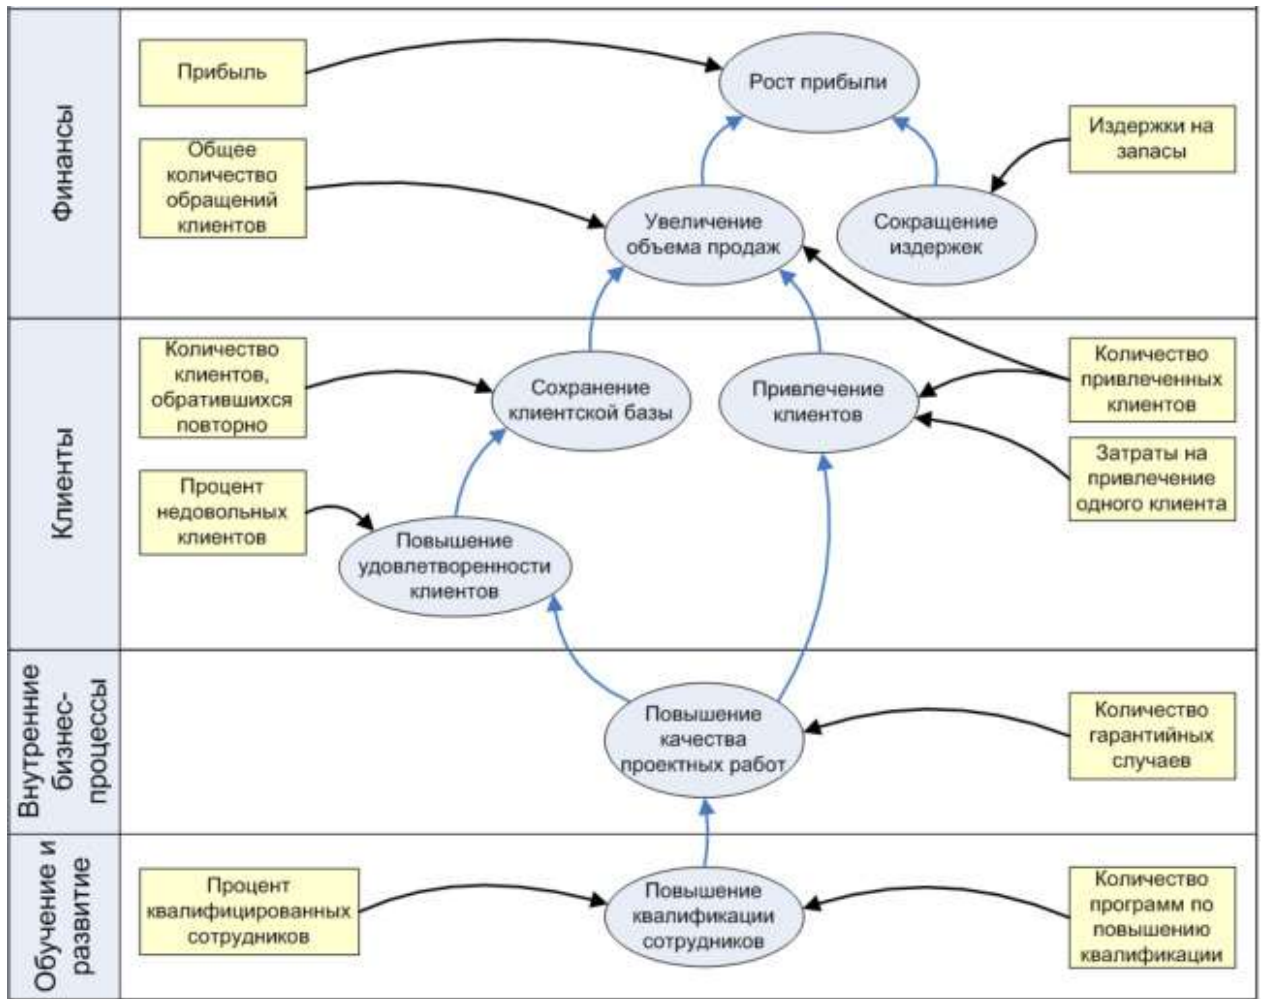 Финансы
Прибыль
Рост прибыли
Общее
количество
обращений
клиентов
Издержки на
запасы
Увеличение
объема продаж
Сокращение
издержек
Клиенты
Количество
клиентов,
обратившихся
повторно
Сохранение
клиентской базы
Привлечение
клиентов
Количество
привлеченных
клиентов
Затраты на
привлечение
одного клиента
Процент
недовольных
клиентов
Повышение
удовлетворенности
клиентов
Внутренние
бизнес-
процессы
Повышение
качества
проектных работ
Количество
гарантийных
случаев
Обучение и
развитие
Процент
квалифицированных
сотрудников
Повышение
квалификации
сотрудников
Количество
программ по
повышению
квалификации